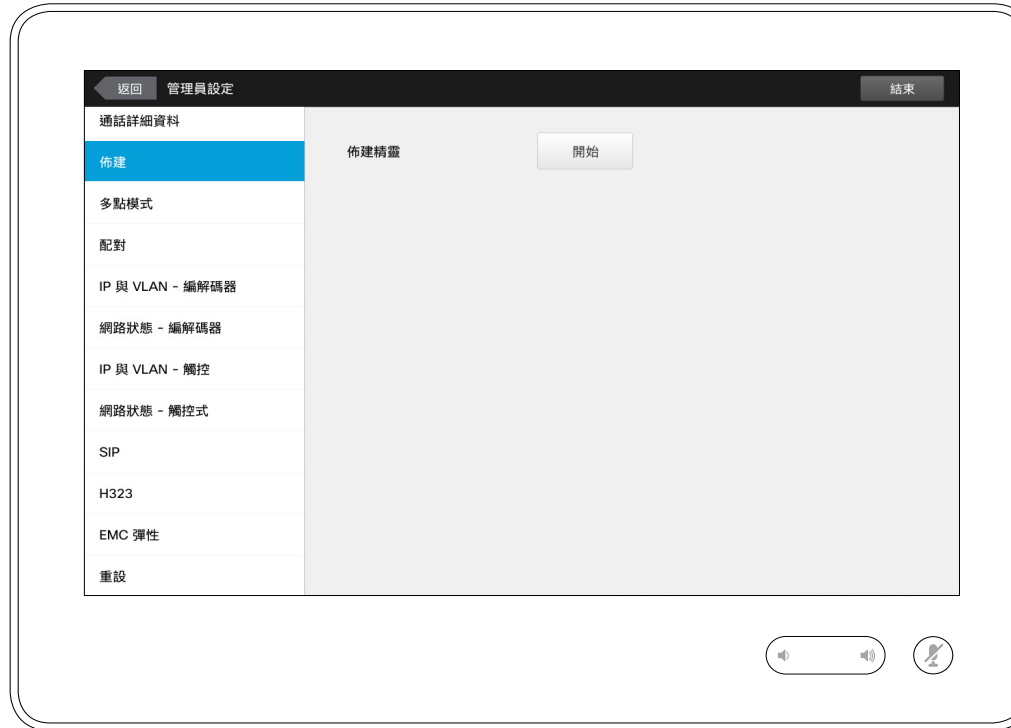 返回 管理員設定 結束
通話詳細資料
佈建
多點模式
配對
IP 與 VLAN - 編解碼器
網路狀態 - 編解碼器
IP 與 VLAN - 觸控
網路狀態 - 觸控式
SIP
H323
EMC 彈性
重設
佈建精靈 開始